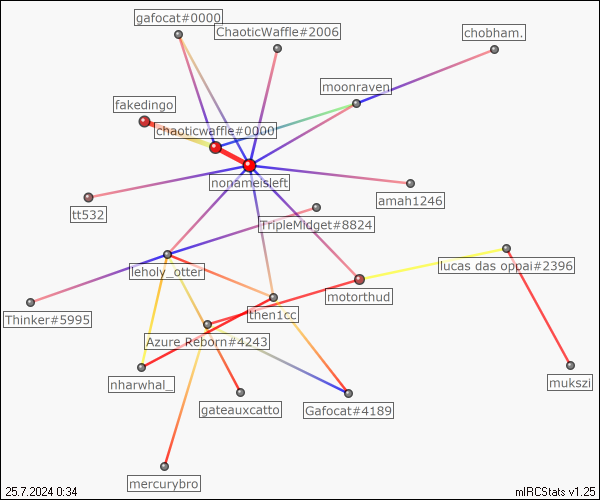 gafocat#0000
ChaoticWaffle#2006
chobham.
moonraven
fakedingo
chaoticwaffle#0000
nonameisleft
amah1246
tt532
TripleMidget#8824
leholy_otter
lucas das oppai#2396
motorthud
Thinker#5995
then1cc
Azure Reborn#4243
nharwhal_
mukszi
gateauxcatto
Gafocat#4189
mercurybro
25.7.2024 0:34
mIRCStats v1.25